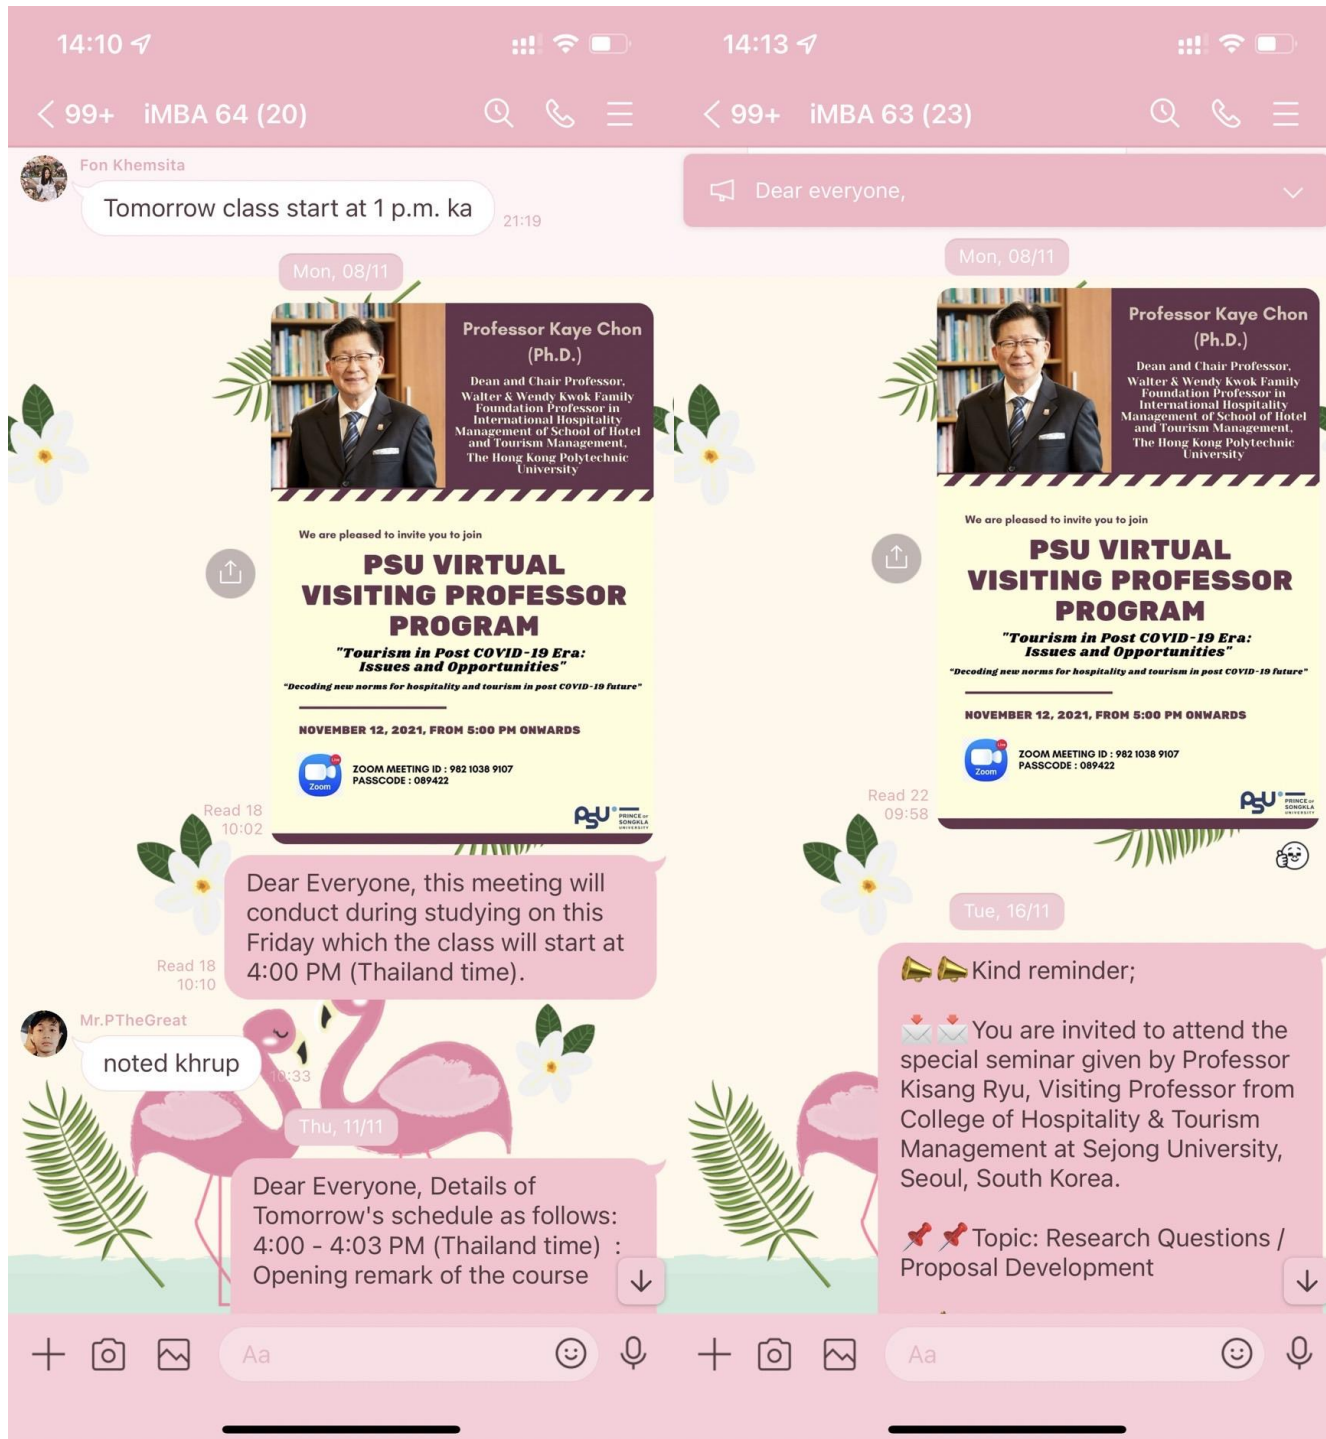 14:10
99+ iMBA 64 (20)
Fon Khemsita
Tomorrow class start at 1 p.m. ka
21:19
Mon, 08/11
Professor Kaye Chon
(Ph.D.)
Dean and Chair Professor,
Walter & Wendy Kwok Family
Foundation Professor in
International Hospitality
Management of School of Hotel
and Tourism Management,
The Hong Kong Polytechnic
University
We are pleased to invite you to join
PSU VIRTUAL
VISITING PROFESSOR
PROGRAM
"Tourism in Post COVID-19 Era:
Issues and Opportunities"
"Decoding new norms for hospitality and tourism in post COVID-19 future"
NOVEMBER 12, 2021, FROM 5:00 PM ONWARDS
Live
Zoom
ZOOM MEETING ID : 982 1038 9107
PASSCODE : 089422
PSU PRINCE OF
SONGKLA
UNIVERSITY
Read 18
10:02
Dear Everyone, this meeting will
conduct during studying on this
Friday which the class will start at
4:00 PM (Thailand time).
Read 18
10:10
Mr.PTheGreat
noted khrup
10:33
Thu, 11/11
Dear Everyone, Details of
Tomorrow's schedule as follows:
4:00 - 4:03 PM (Thailand time) :
Opening remark of the course
Aa
14:13
99+ iMBA 63 (23)
Dear everyone,
Mon, 08/11
Professor Kaye Chon
(Ph.D.)
Dean and Chair Professor,
Walter & Wendy Kwok Family
Foundation Professor in
International Hospitality
Management of School of Hotel
and Tourism Management,
The Hong Kong Polytechnic
University
We are pleased to invite you to join
PSU VIRTUAL
VISITING PROFESSOR
PROGRAM
"Tourism in Post COVID-19 Era:
Issues and Opportunities"
"Decoding new norms for hospitality and tourism in post COVID-19 future"
NOVEMBER 12, 2021, FROM 5:00 PM ONWARDS
Live
Zoom
ZOOM MEETING ID : 982 1038 9107
PASSCODE : 089422
PSU PRINCE OF
SONGKLA
UNIVERSITY
Read 22
09:58
Tue, 16/11
Kind reminder;
You are invited to attend the
special seminar given by Professor
Kisang Ryu, Visiting Professor from
College of Hospitality & Tourism
Management at Sejong University,
Seoul, South Korea.
Topic: Research Questions /
Proposal Development
Aa